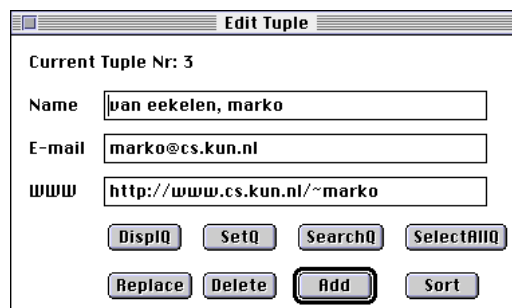 Edit Tuple
Current Tuple Nr: 3
Name van eekelen, marko
E-mail marko@cs.kun.nl
WWW http://www.cs.kun.nl/~marko
DisplQ SetQ SearchQ SelectAllQ
Replace Delete Add Sort